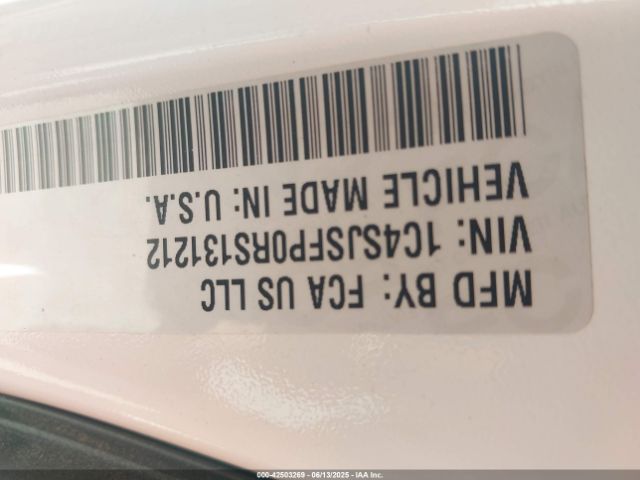 MFD BY: FCA US LLC
VIN: 1C4SJSFP0RS131212
VEHICLE MADE IN: U.S.A.
000-42503269 - 06/13/2025 - IAA Inc.